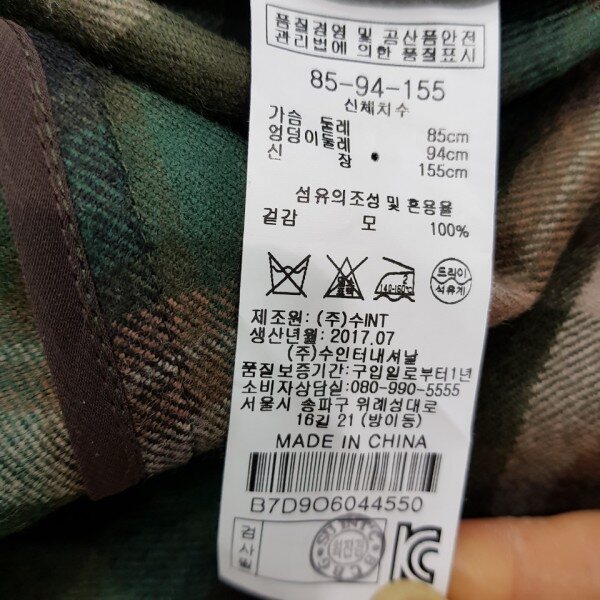 품질경영 및 공산품안전
관리법에 의한 품질표시
85-94-155
신체치수
가슴 둘레 85cm
엉덩이둘레 94cm
신 장 155cm
섬유의조성 및 혼용율
겉감 모 100%
140-160℃
드라이
석유계
제조원: (주)수INT
생산년월: 2017.07
(주)수인터내셔날
품질보증기간: 구입일로부터1년
소비자상담실: 080-990-5555
서울시 송파구 위례성대로
16길 21 (방이동)
MADE IN CHINA
B7D9O6044550
검사필